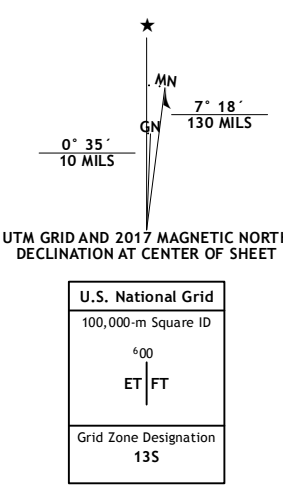 ★
MN
7° 18´
130 MILS
GN
0° 35´
10 MILS
UTM GRID AND 2017 MAGNETIC NORTH
DECLINATION AT CENTER OF SHEET
U.S. National Grid
100,000-m Square ID
⁶00
ET FT
Grid Zone Designation
13S